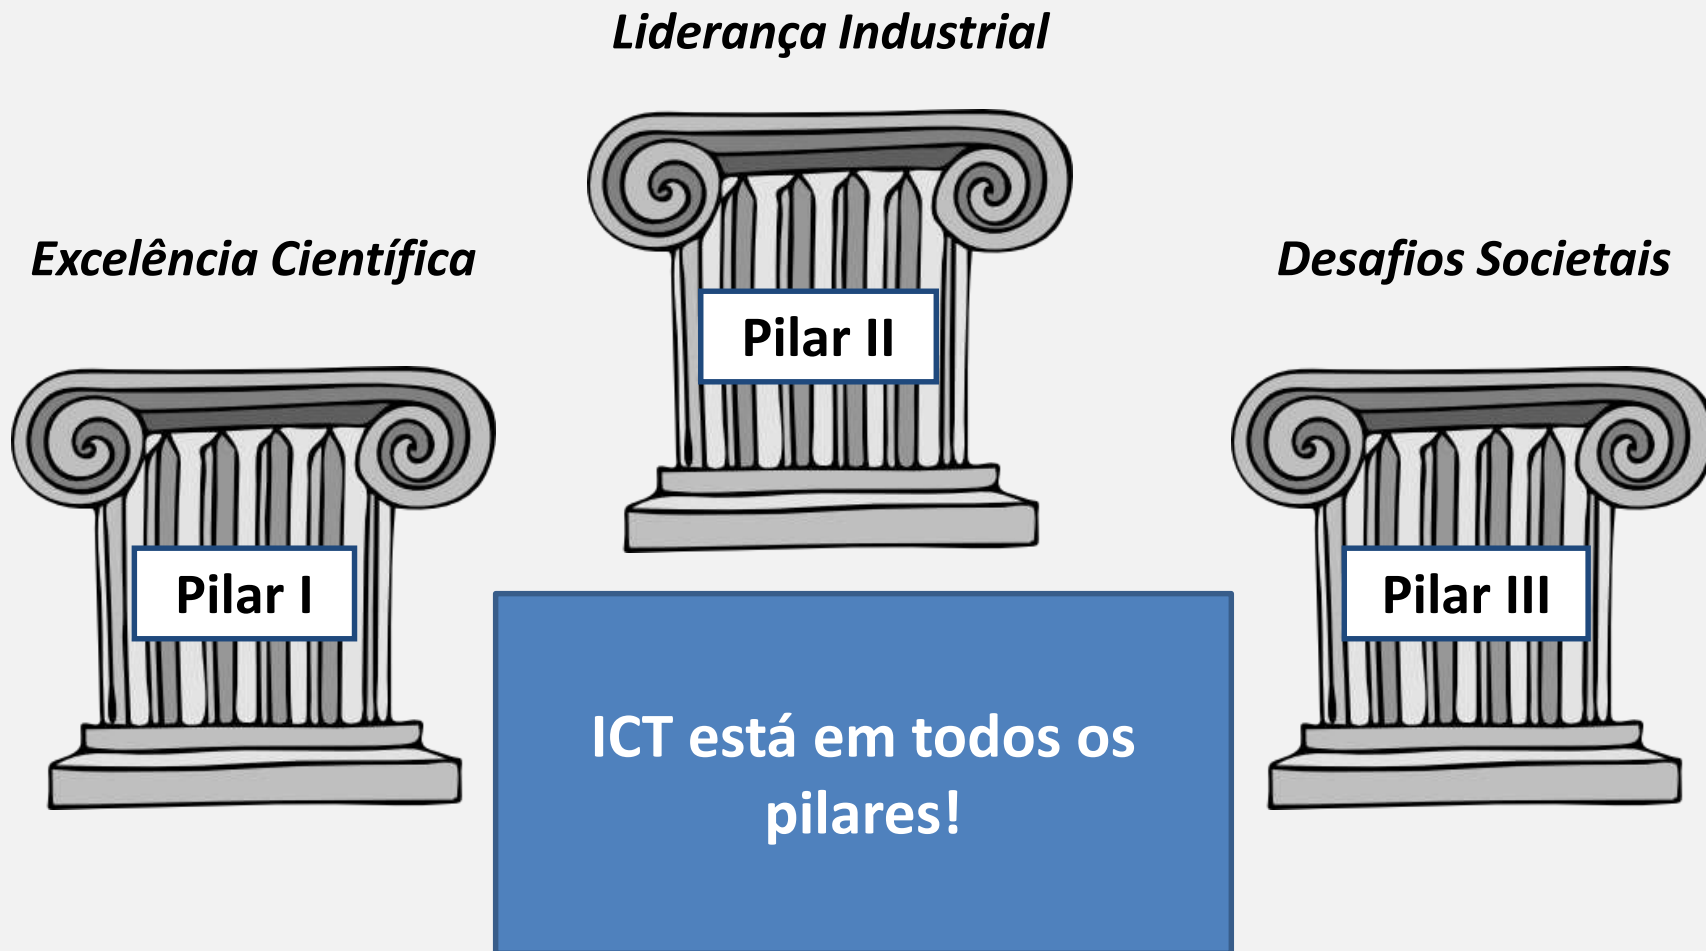 Liderança Industrial
Excelência Científica
Desafios Societais
Pilar II
Pilar I
Pilar III
ICT está em todos os
pilares!